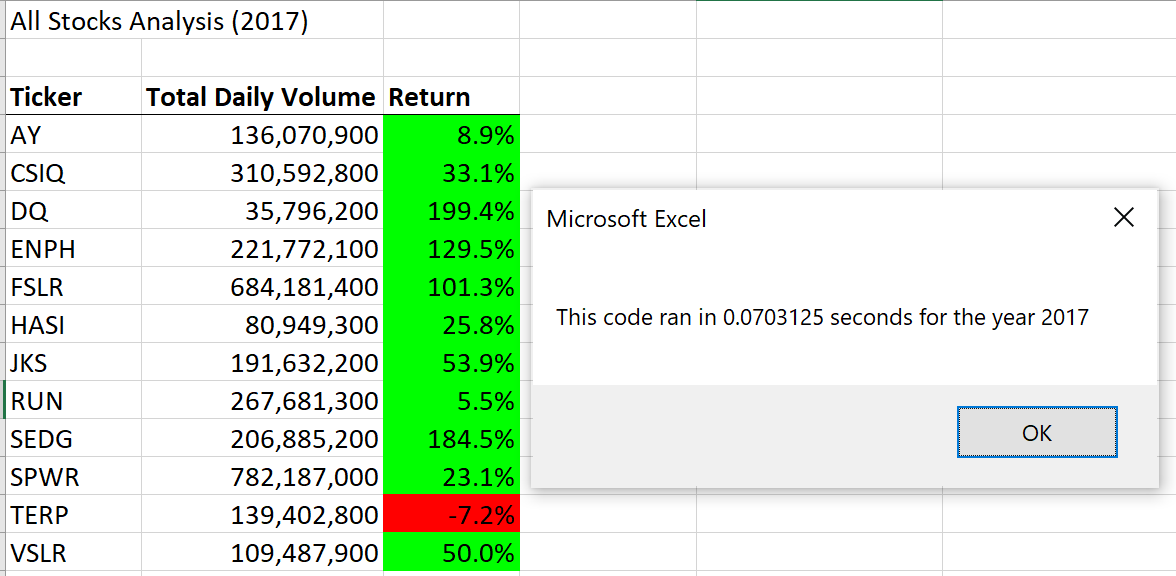 All Stocks Analysis (2017)
Ticker Total Daily Volume Return
AY 136,070,900 8.9%
CSIQ 310,592,800 33.1%
DQ 35,796,200 199.4%
ENPH 221,772,100 129.5%
FSLR 684,181,400 101.3%
HASI 80,949,300 25.8%
JKS 191,632,200 53.9%
RUN 267,681,300 5.5%
SEDG 206,885,200 184.5%
SPWR 782,187,000 23.1%
TERP 139,402,800 -7.2%
VSLR 109,487,900 50.0%
Microsoft Excel
This code ran in 0.0703125 seconds for the year 2017
OK